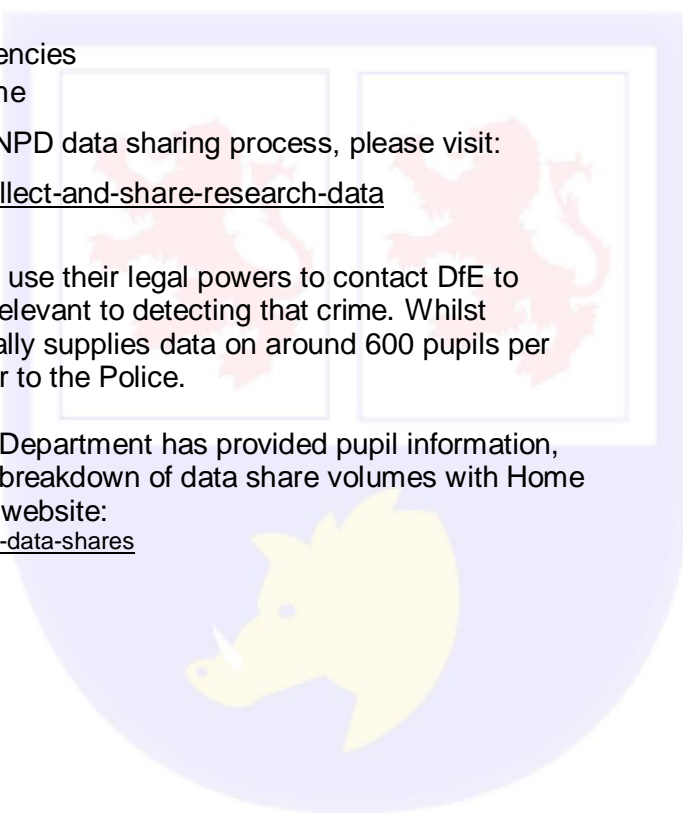 encies
ne
NPD data sharing process, please visit:
llect-and-share-research-data
use their legal powers to contact DfE to
relevant to detecting that crime. Whilst
ally supplies data on around 600 pupils per
r to the Police.
Department has provided pupil information,
breakdown of data share volumes with Home
website:
-data-shares